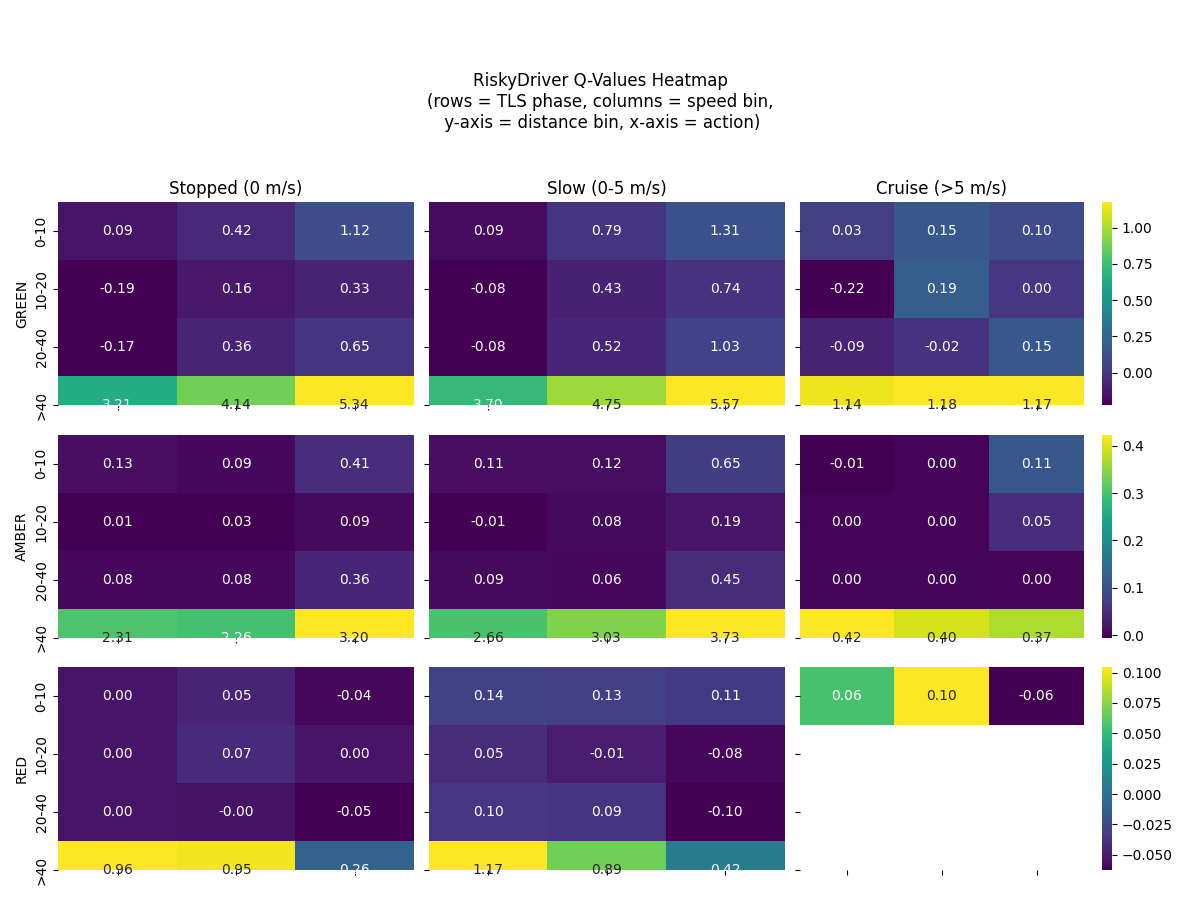 RiskyDriver Q-Values Heatmap
(rows = TLS phase, columns = speed bin,
y-axis = distance bin, x-axis = action)
Stopped (0 m/s) Slow (0-5 m/s) Cruise (>5 m/s)
GREEN
0-10 0.09 0.42 1.12 0.09 0.79 1.31 0.03 0.15 0.10
10-20 -0.19 0.16 0.33 -0.08 0.43 0.74 -0.22 0.19 0.00
20-40 -0.17 0.36 0.65 -0.08 0.52 1.03 -0.09 -0.02 0.15
>40 3.21 4.14 5.34 3.70 4.75 5.57 1.14 1.18 1.17
1.00
0.75
0.50
0.25
0.00
AMBER
0-10 0.13 0.09 0.41 0.11 0.12 0.65 -0.01 0.00 0.11
10-20 0.01 0.03 0.09 -0.01 0.08 0.19 0.00 0.00 0.05
20-40 0.08 0.08 0.36 0.09 0.06 0.45 0.00 0.00 0.00
>40 2.31 2.26 3.20 2.66 3.03 3.73 0.42 0.40 0.37
0.4
0.3
0.2
0.1
0.0
RED
0-10 0.00 0.05 -0.04 0.14 0.13 0.11 0.06 0.10 -0.06
10-20 0.00 0.07 0.00 0.05 -0.01 -0.08
20-40 0.00 -0.00 -0.05 0.10 0.09 -0.10
>40 0.96 0.95 0.26 1.17 0.89 0.42
0.100
0.075
0.050
0.025
0.000
−0.025
−0.050